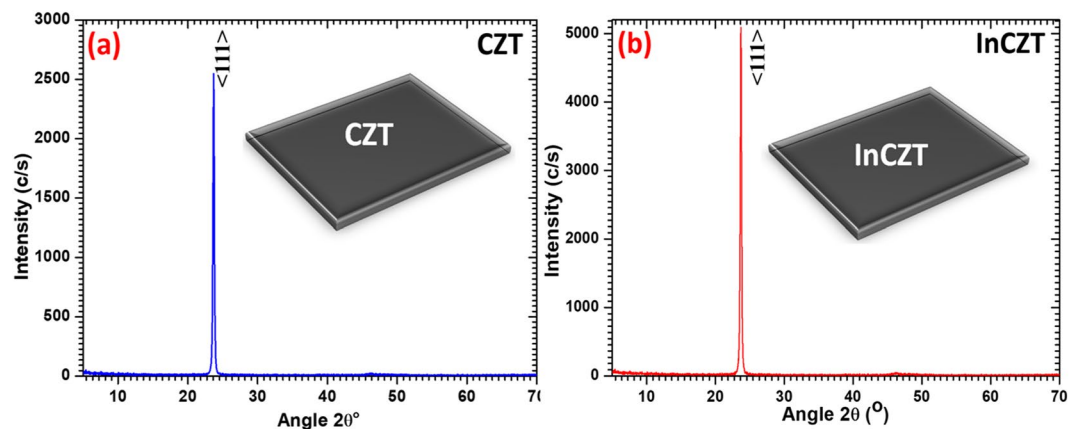 (a)
CZT
<111>
CZT
3000
2500
2000
1500
1000
500
0
Intensity (c/s)
10 20 30 40 50 60 70
Angle 2θ°
(b)
InCZT
<111>
InCZT
5000
4000
3000
2000
1000
0
Intensity (c/s)
10 20 30 40 50 60 70
Angle 2θ (O)